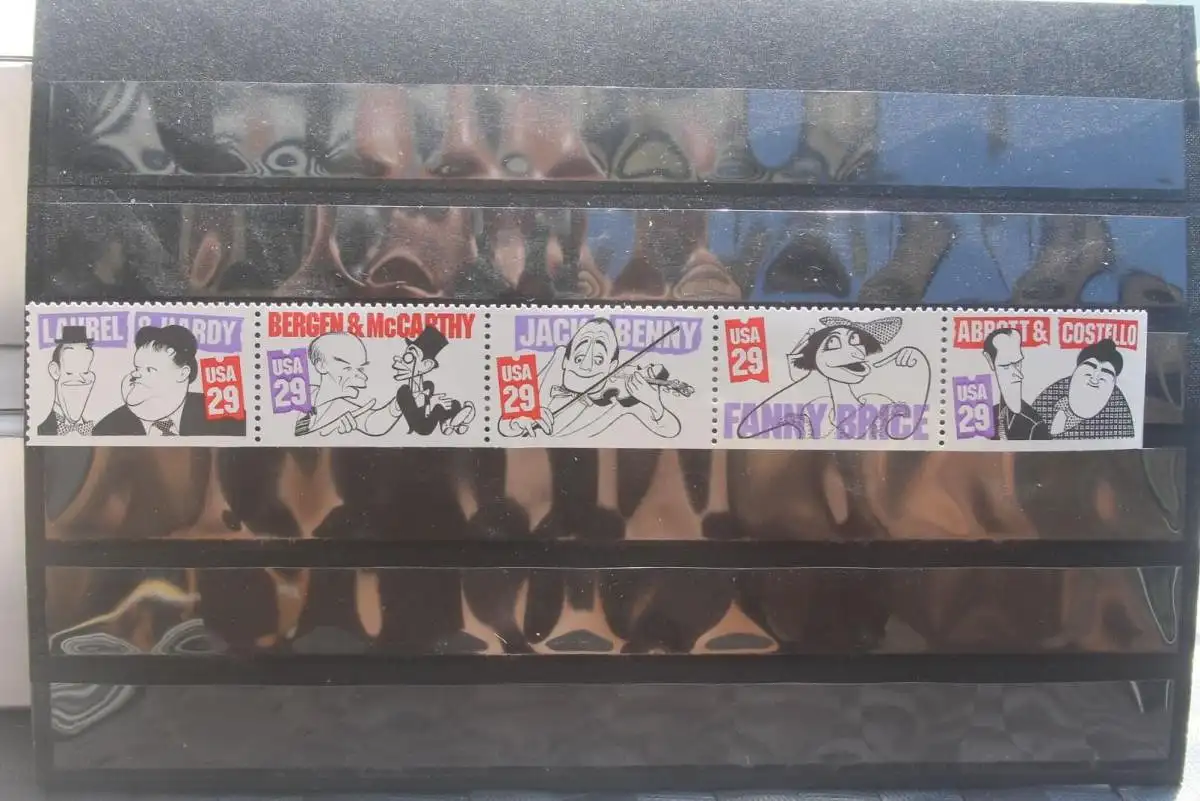 LAUREL & HARDY
USA
29
BERGEN & McCARTHY
USA
29
JACK BENNY
USA
29
USA
29
FANNY BRICE
ABBOTT & COSTELLO
USA
29